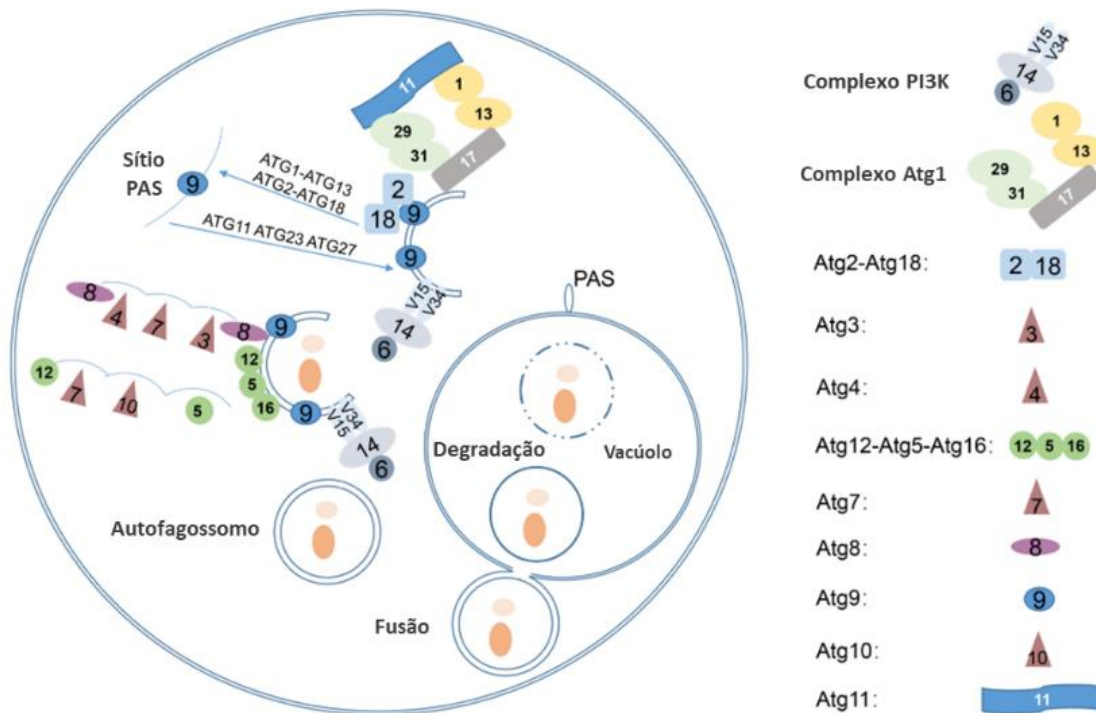 11
1
13
29
31
17
Sítio
PAS
9
ATG1-ATG13
ATG2-ATG18
2
18
9
ATG11 ATG23 ATG27
9
V15
V34
14
6
PAS
8
4
7
3
8
9
12
5
16
12
7
10
5
9
V34
V15
14
6
Degradação
Vacúolo
Autofagossomo
Fusão
Complexo PI3K
V15
V34
14
6
Complexo Atg1
1
13
29
31
17
Atg2-Atg18:
2 18
Atg3:
3
Atg4:
4
Atg12-Atg5-Atg16:
12 5 16
Atg7:
7
Atg8:
8
Atg9:
9
Atg10:
10
Atg11:
11